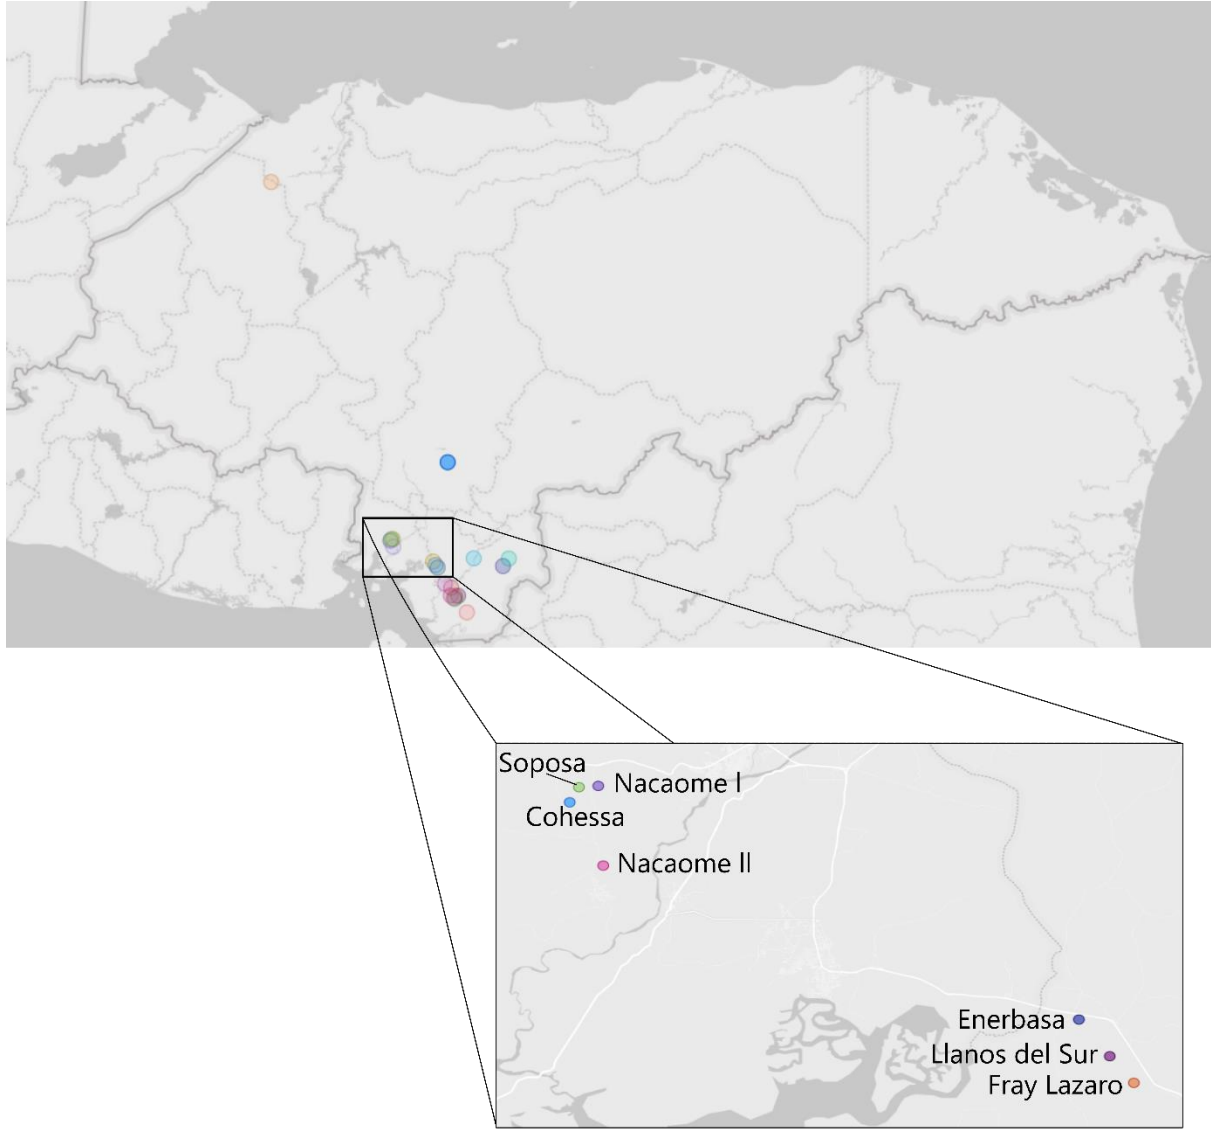 Soposa
Nacaome I
Cohessa
Nacaome II
Enerbasa
Llanos del Sur
Fray Lazaro